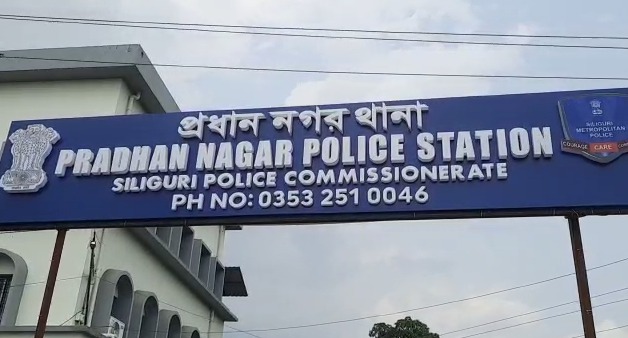 প্রধান নগর থানা
PRADHAN NAGAR POLICE STATION
SILIGURI POLICE COMMISSIONERATE
PH NO: 0353 251 0046
SILIGURI
METROPOLITAN
POLICE
COURAGE CARE